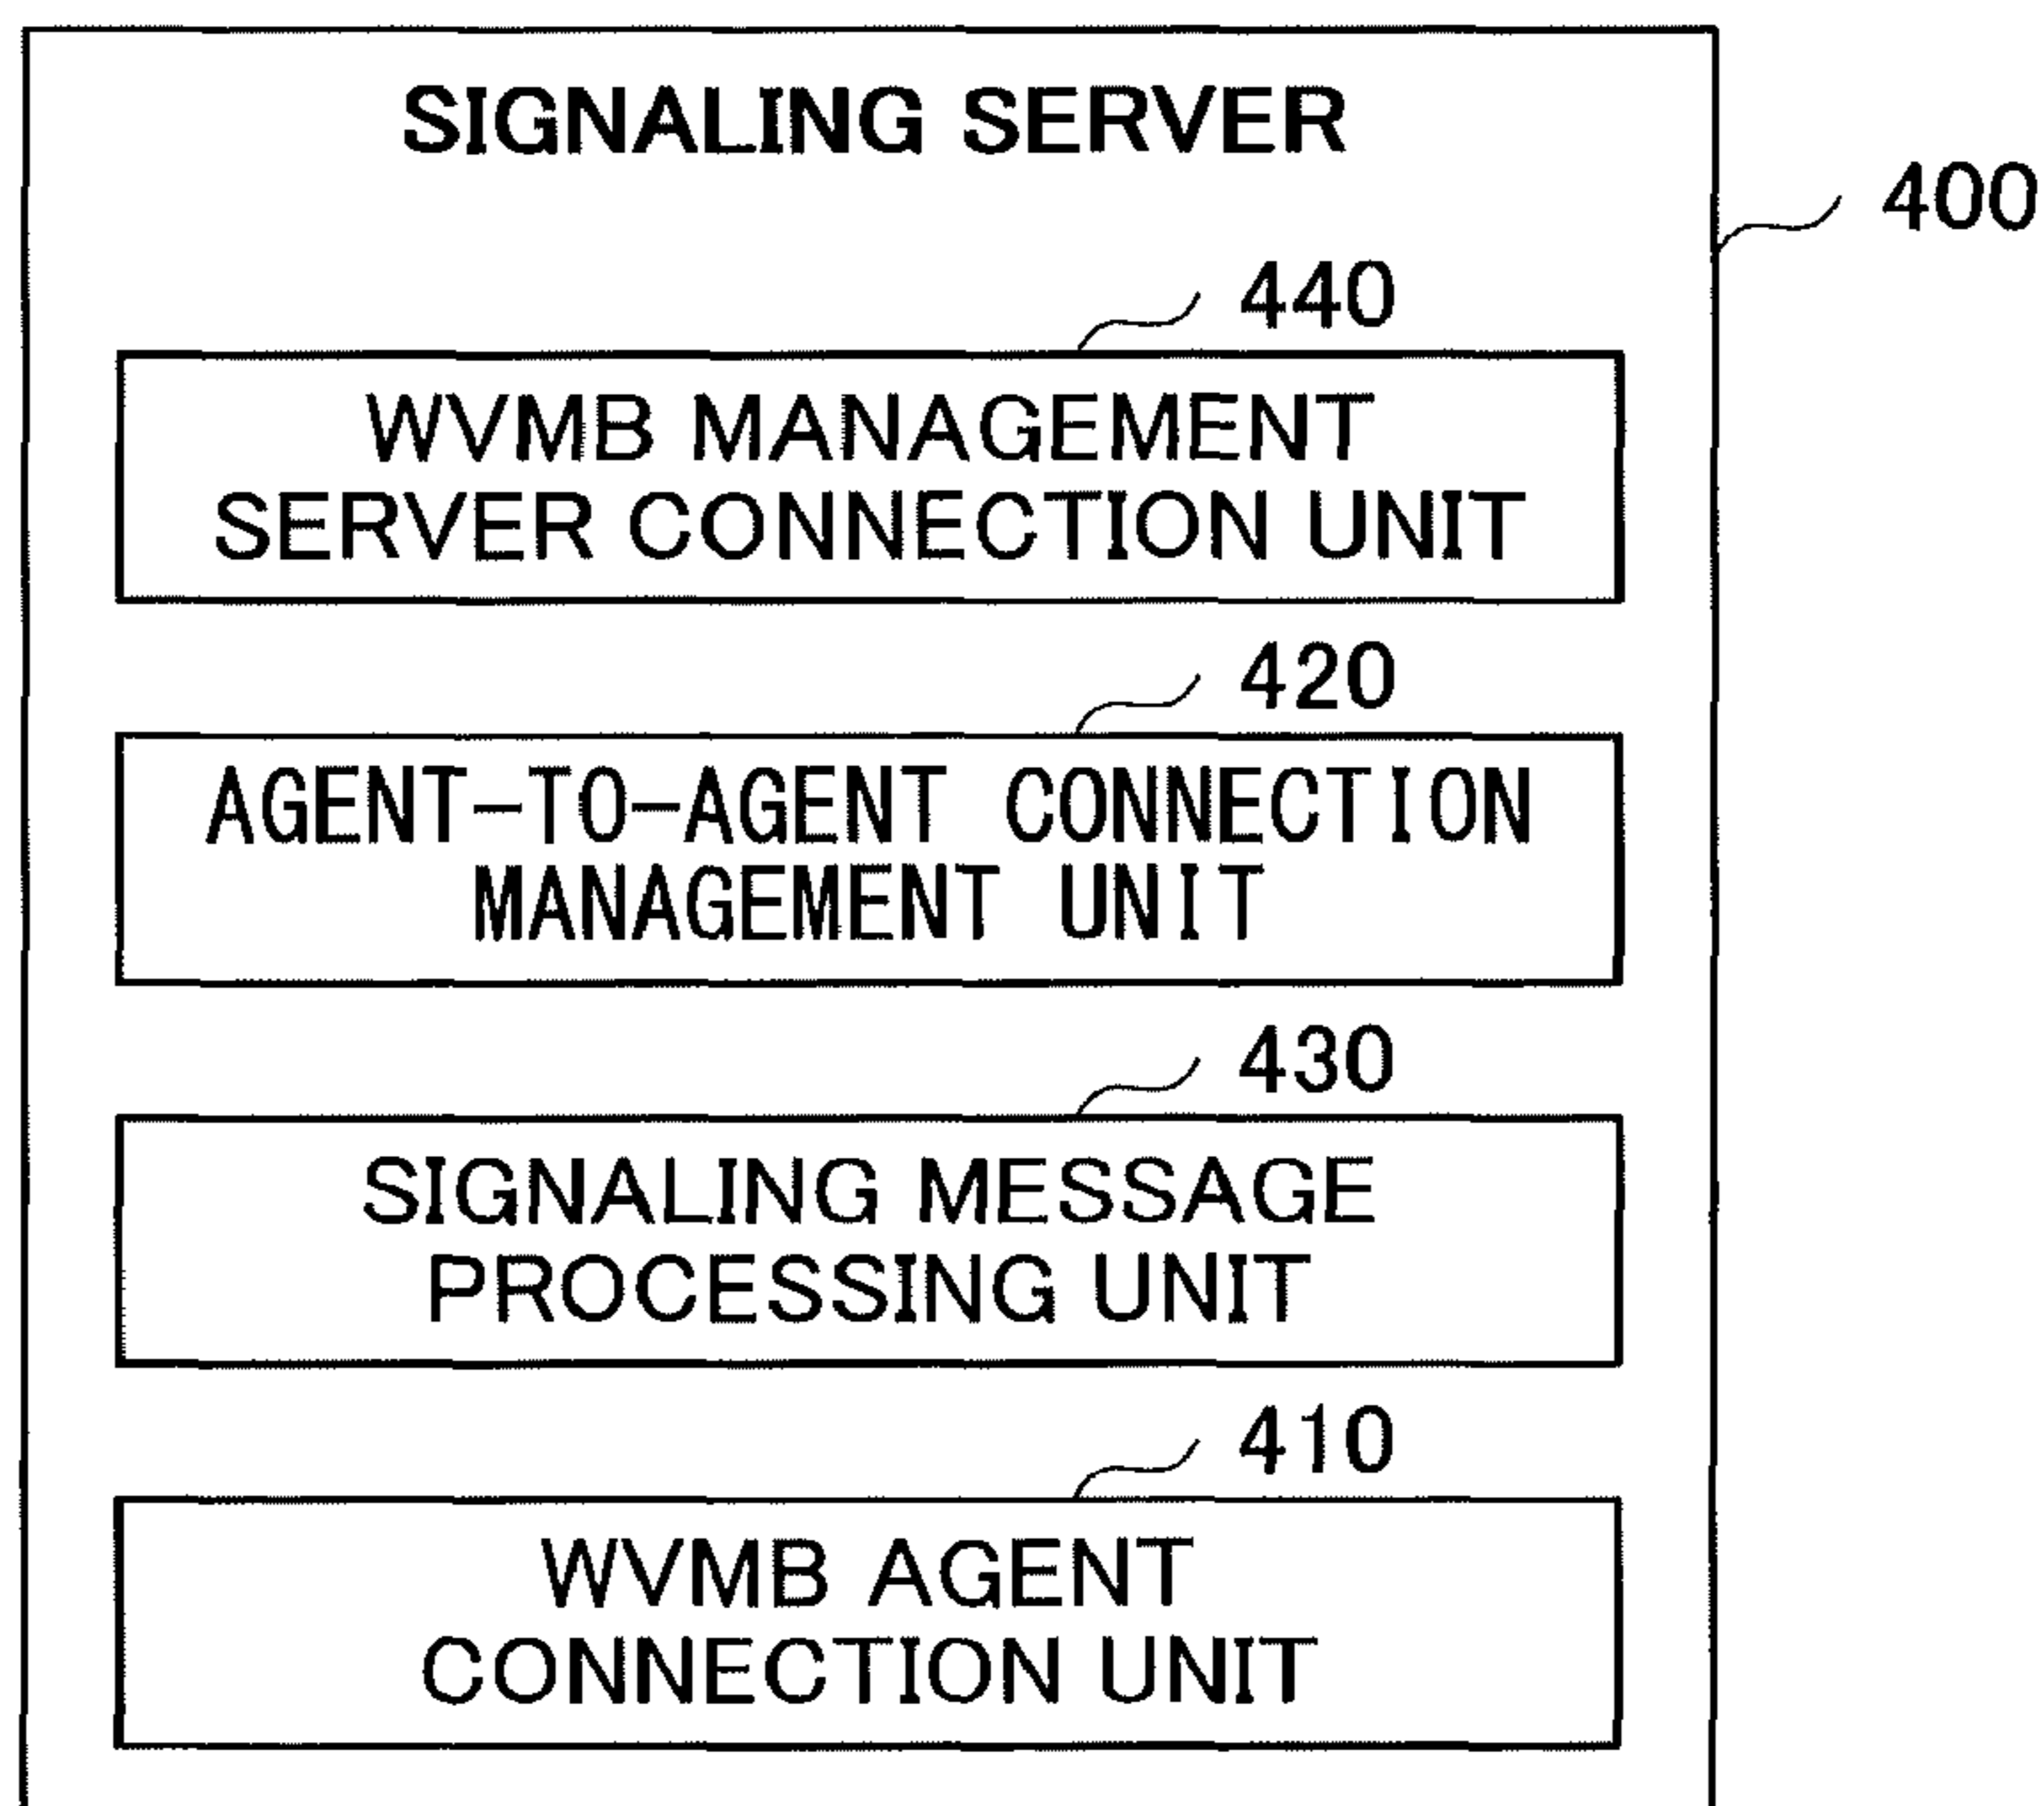 SIGNALING SERVER
400
440
WVMB MANAGEMENT
SERVER CONNECTION UNIT
420
AGENT-TO-AGENT CONNECTION
MANAGEMENT UNIT
430
SIGNALING MESSAGE
PROCESSING UNIT
410
WVMB AGENT
CONNECTION UNIT